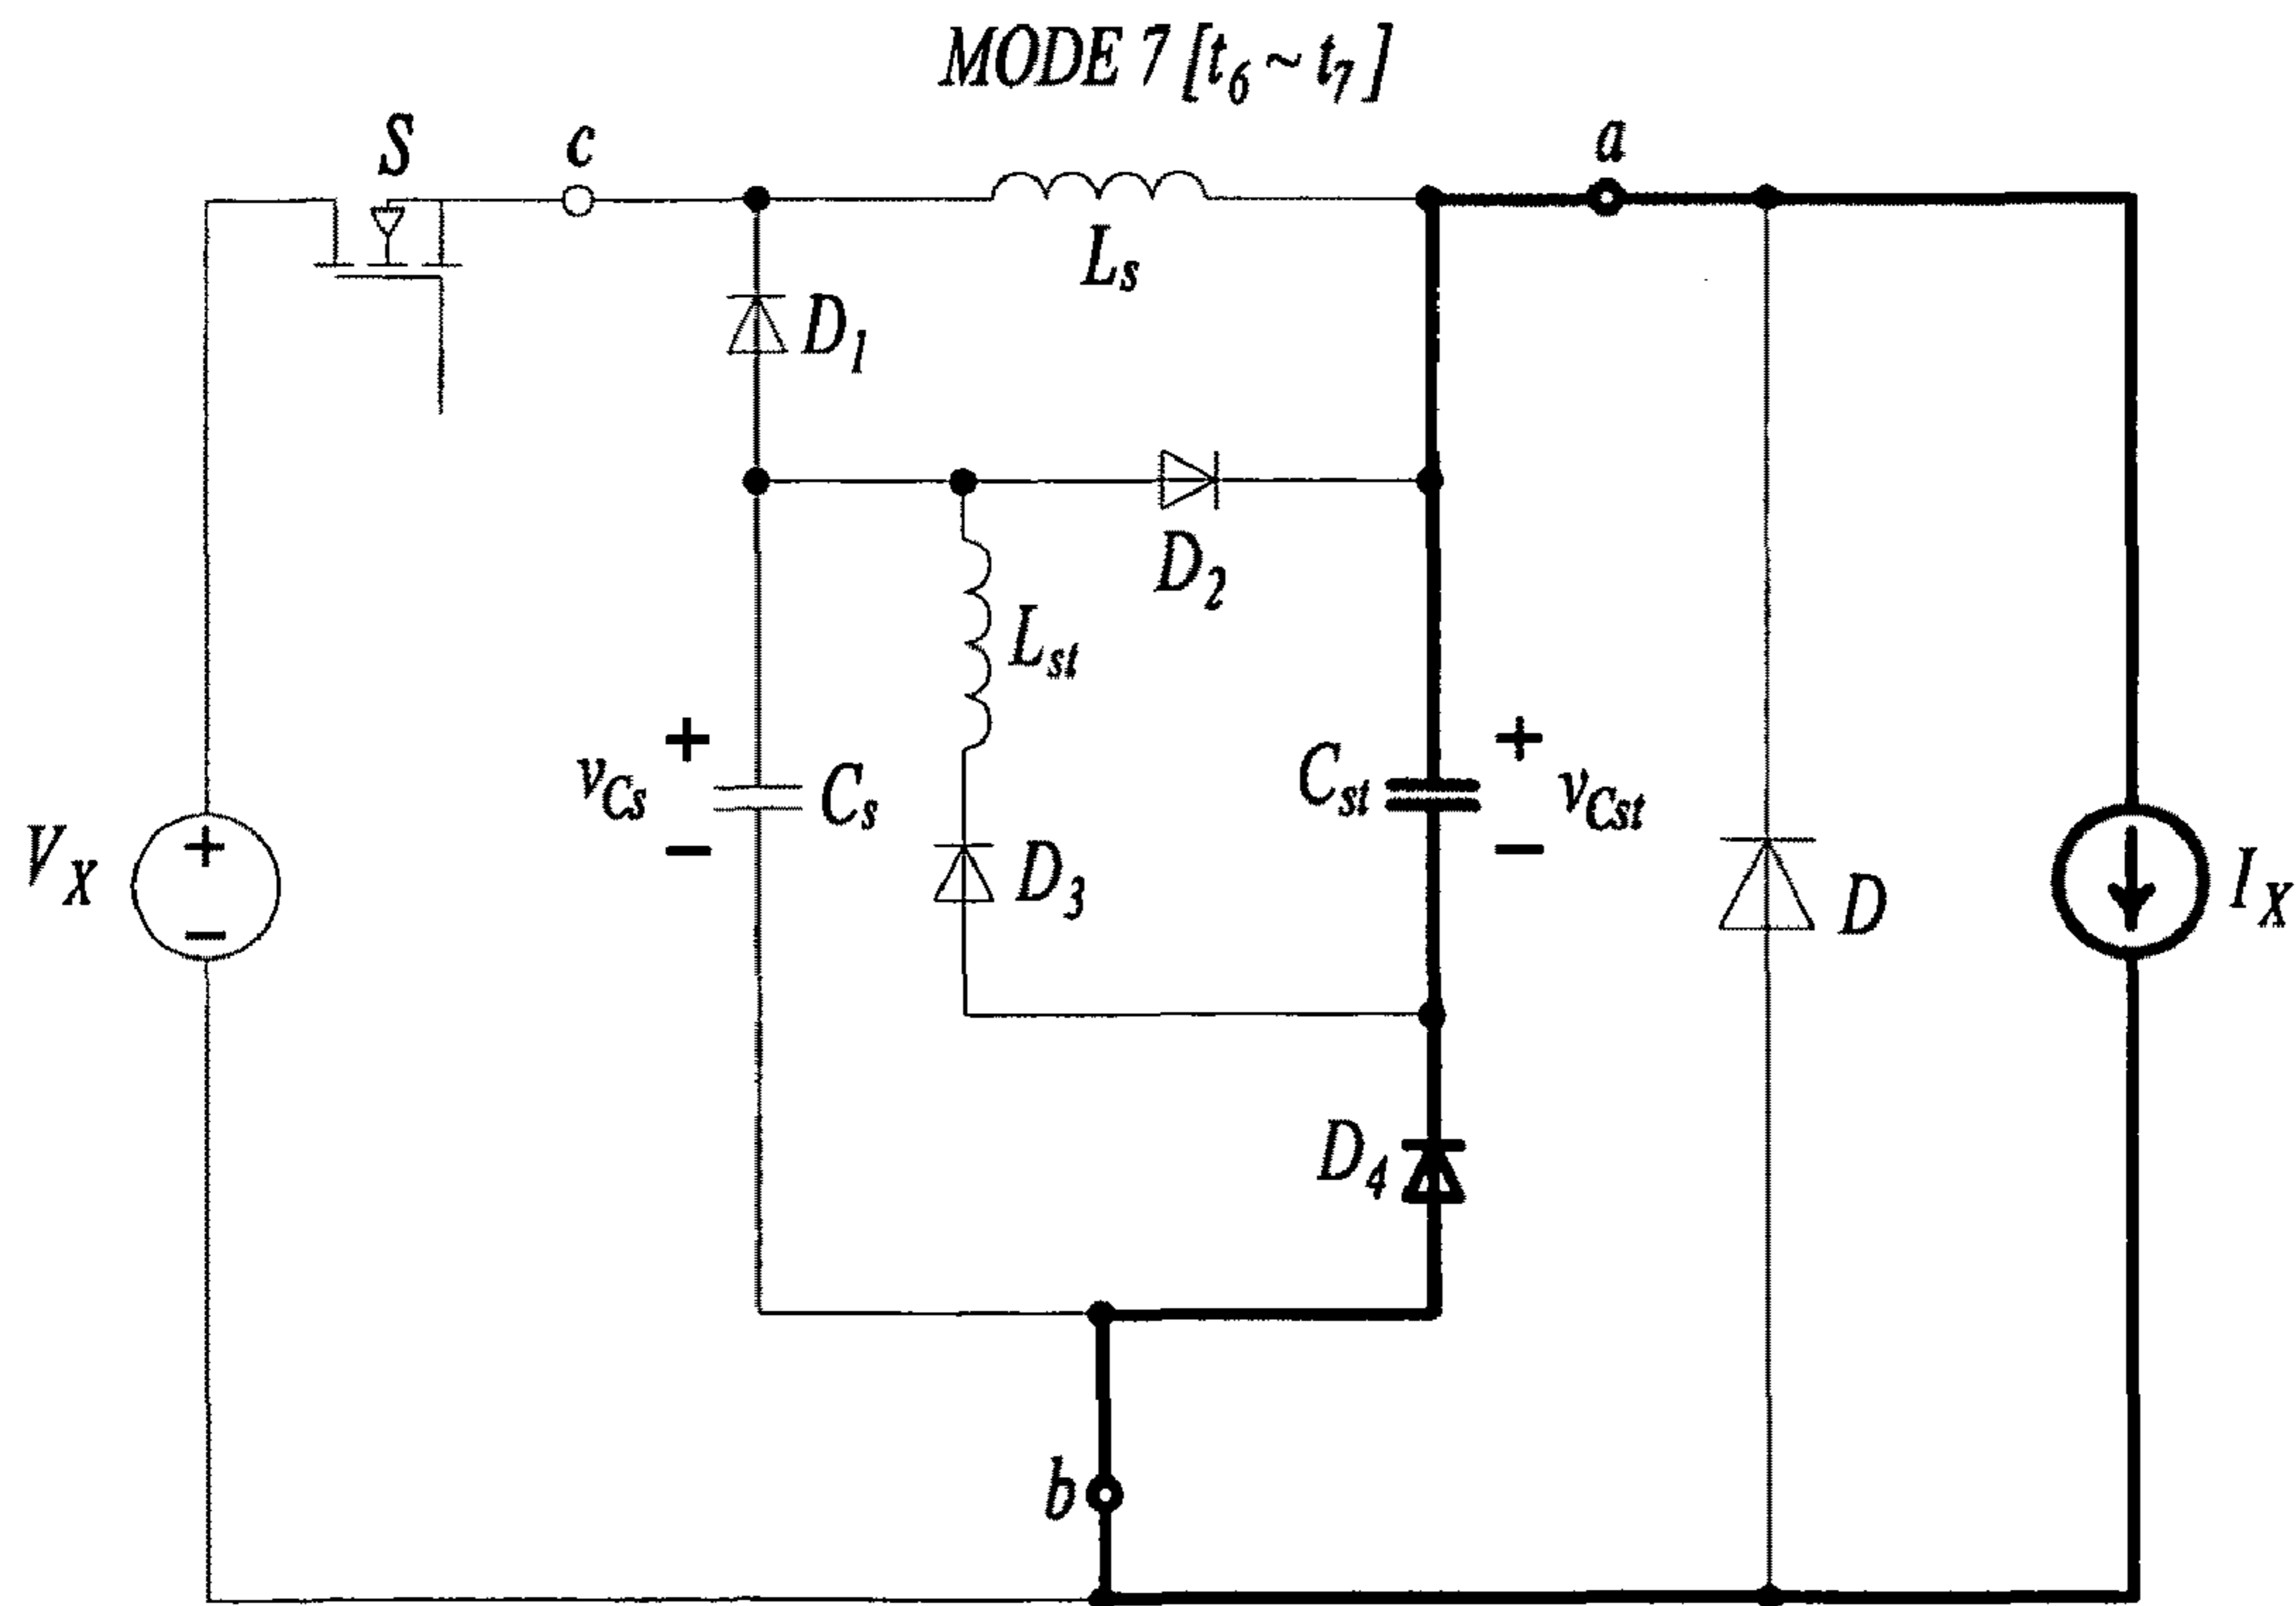 MODE 7 [t6 ~ t7]
S
c
a
Ls
D1
D2
Lst
+
vCs
−
Cs
Cst
+
vCst
−
VX
+
−
D3
D
IX
D4
b